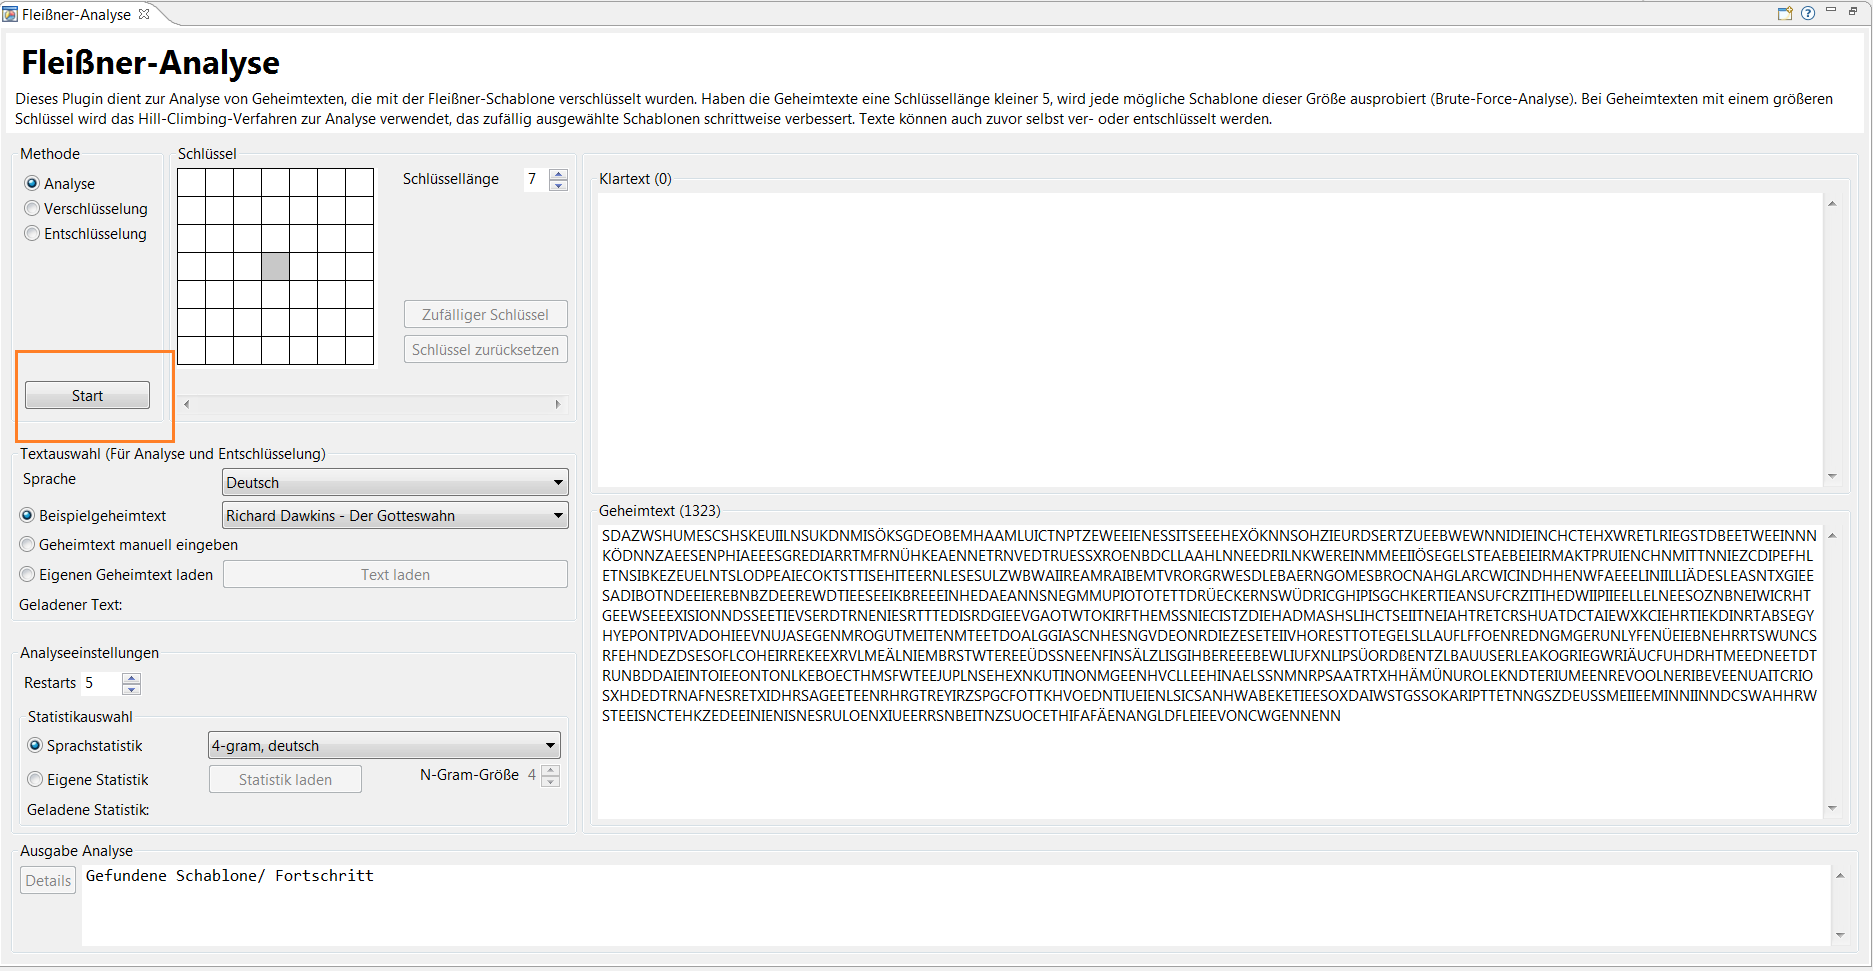 Fleißner-Analyse
Fleißner-Analyse
Dieses Plugin dient zur Analyse von Geheimtexten, die mit der Fleißner-Schablone verschlüsselt wurden. Haben die Geheimtexte eine Schlüssellänge kleiner 5, wird jede mögliche Schablone dieser Größe ausprobiert (Brute-Force-Analyse). Bei Geheimtexten mit einem größeren
Schlüssel wird das Hill-Climbing-Verfahren zur Analyse verwendet, das zufällig ausgewählte Schablonen schrittweise verbessert. Texte können auch zuvor selbst ver- oder entschlüsselt werden.
Methode
Analyse
Verschlüsselung
Entschlüsselung
Start
Schlüssel
Schlüssellänge 7
Zufälliger Schlüssel
Schlüssel zurücksetzen
Textauswahl (Für Analyse und Entschlüsselung)
Sprache Deutsch
Beispielgeheimtext Richard Dawkins - Der Gotteswahn
Geheimtext manuell eingeben
Eigenen Geheimtext laden Text laden
Geladener Text:
Analyseeinstellungen
Restarts 5
Statistikauswahl
Sprachstatistik 4-gram, deutsch
Eigene Statistik Statistik laden N-Gram-Größe 4
Geladene Statistik:
Klartext (0)
Geheimtext (1323)
SDAZWSHUMESCSHSKEUIILNSUKDNMISÖKSGDEOBEMHAAMLUICTNPTZEWEEIENESSITSEEEHEXÖKNNSOHZIEURDSERTZUEEBWEWNNIDIEINCHCTEHXWRETLRIEGSTDBEETWEEINNN
KÖDNNZAEESENPHIAEEESGREDIARRTMFRNÜHKEAENNETRNVEDTRUESSXROENBDCLLAAHLNNEEDRILNKWEREINMMEEIIÖSEGELSTEAEBEIEIRMAKTPRUIENCHNMITTNNIEZCDIPEFHL
ETNSIBKEZEUELNTSLODPEAIECOKTSTTISEHITEERNLESESULZWBWAIIREAMRAIBEMTVRORGRWESDLEBAERNGOMESBROCNAHGLARCWICINDHHENWFAEEELINIILLIÄDESLEASNTXGIEE
SADIBOTNDEEIEREBNBZDEEREWDTIEESEEIKBREEEINHEDAEANNSNEGMMUPIOTOTETTDRÜECKERNSWÜDRICGHIPISGCHKERTIEANSUFCRZITIHEDWIIPIIEELLELNEESOZNBNEIWICRHT
GEEWSEEEXISIONNDSSEETIEVSERDTRNENIESRTTTEDISRDGIEEVGAOTWTOKIRFTHEMSSNIECISTZDIEHADMASHSLIHCTSEIITNEIAHTRETCRSHUATDCTAIEWXKCIEHRTIEKDINRTABSEGY
HYEPONTPIVADOHIEEVNUJASEGENMROGUTMEITENMTEETDOALGGIASCNHESNGVDEONRDIEZESETEIIVHORESTTOTEGELSLLAUFLFFOENREDNGMGERUNLYFENÜEIEBNEHRRTSWUNCS
RFEHNDEZDSESOFLCOHEIRREKEEXRVLMEÄLNIEMBRSTWTEREEÜDSSNEENFINSÄLZLISGIHBEREEEBEWLIUFXNLIPSÜORDßENTZLBAUUSERLEAKOGRIEGWRIÄUCFUHDRHTMEEDNEETDT
RUNBDDAIEINTOIEEONTONLKEBOECTHMSFWTEEJUPLNSEHEXNKUTINONMGEENHVCLLEEHINAELSSNMNRPSAATRTXHHÄMÜNUROLEKNDTERIUMEENREVOOLNERIBEVEENUAITCRIO
SXHDEDTRNAFNESRETXIDHRSAGEETEENRHRGTREYIRZSPGCFOTTKHVOEDNTIUEIENLSICSANHWABEKETIEESOXDAIWSTGSSOKARIPTTETNNGSZDEUSSMEIIEEMINNIINNDCSWAHHRW
STEEISNCTEHKZEDEEINIENISNESRULOENXIUEERRSNBEITNZSUOCETHIFAFÄENANGLDFLEIEEVONCWGENNENN
Ausgabe Analyse
Details
Gefundene Schablone/ Fortschritt